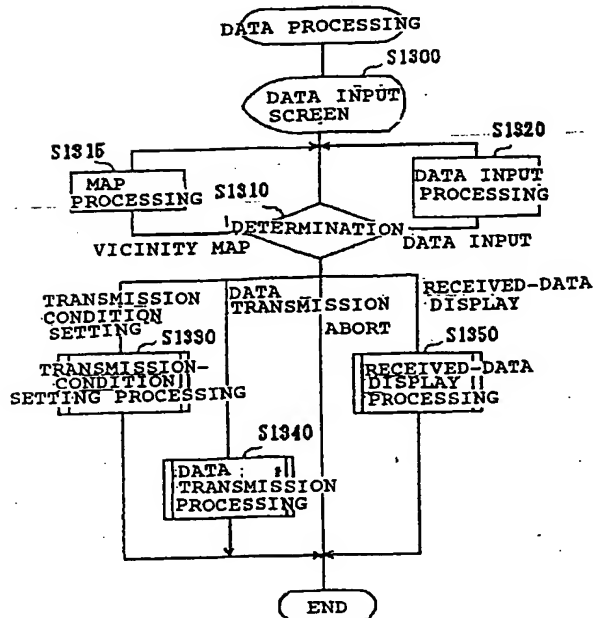 DATA PROCESSING
S1300
DATA INPUT
SCREEN
S1315
S1320
MAP
PROCESSING
S1310
DATA INPUT
PROCESSING
DETERMINATION
VICINITY MAP
DATA INPUT
TRANSMISSION
CONDITION
SETTING
DATA
TRANSMISSION
ABORT
RECEIVED-DATA
DISPLAY
S1330
S1350
TRANSMISSION-
CONDITION
SETTING PROCESSING
RECEIVED-DATA
DISPLAY
PROCESSING
S1340
DATA
TRANSMISSION
PROCESSING
END